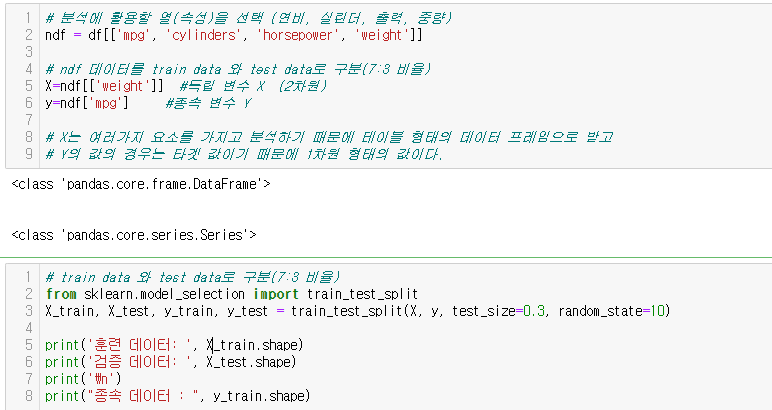 1 # 분석에 활용할 열(속성)을 선택 (연비, 실린더, 출력, 중량)
2 ndf = df[['mpg', 'cylinders', 'horsepower', 'weight']]
3
4 # ndf 데이터를 train data 와 test data로 구분(7:3 비율)
5 X=ndf[['weight']] #독립 변수 X (2차원)
6 y=ndf['mpg'] #종속 변수 Y
7
8 # X는 여러가지 요소를 가지고 분석하기 때문에 테이블 형태의 데이터 프레임으로 받고
9 # Y의 값의 경우는 타겟 값이기 때문에 1차원 형태의 값이다.
<class 'pandas.core.frame.DataFrame'>
<class 'pandas.core.series.Series'>
1 # train data 와 test data로 구분(7:3 비율)
2 from sklearn.model_selection import train_test_split
3 X_train, X_test, y_train, y_test = train_test_split(X, y, test_size=0.3, random_state=10)
4
5 print('훈련 데이터: ', X_train.shape)
6 print('검증 데이터: ', X_test.shape)
7 print('₩n')
8 print("종속 데이터 : ", y_train.shape)